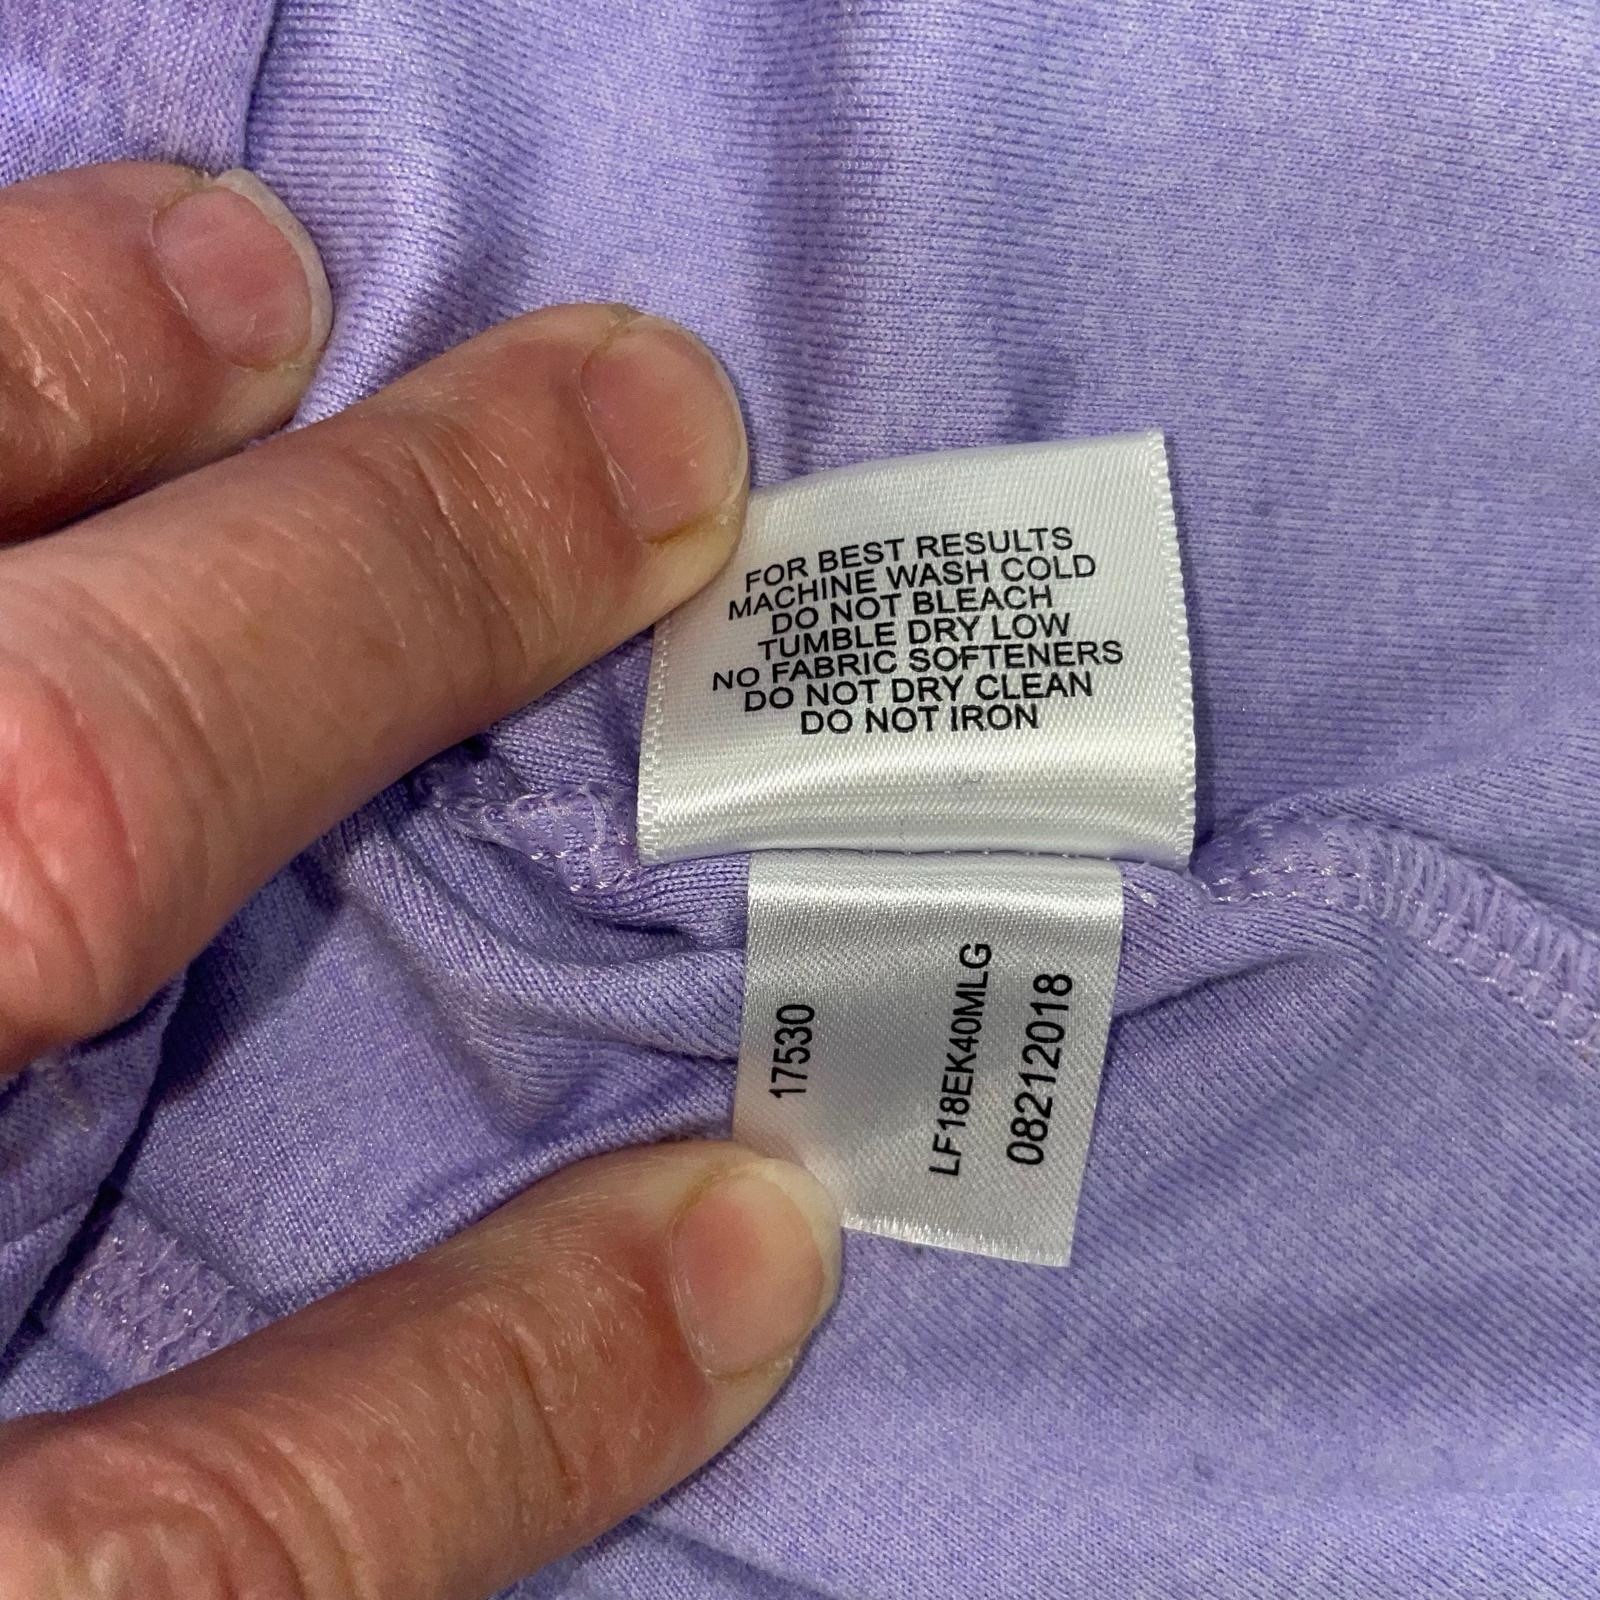 FOR BEST RESULTS
MACHINE WASH COLD
DO NOT BLEACH
TUMBLE DRY LOW
NO FABRIC SOFTENERS
DO NOT DRY CLEAN
DO NOT IRON
17530
LF18EK40MLG
08212018